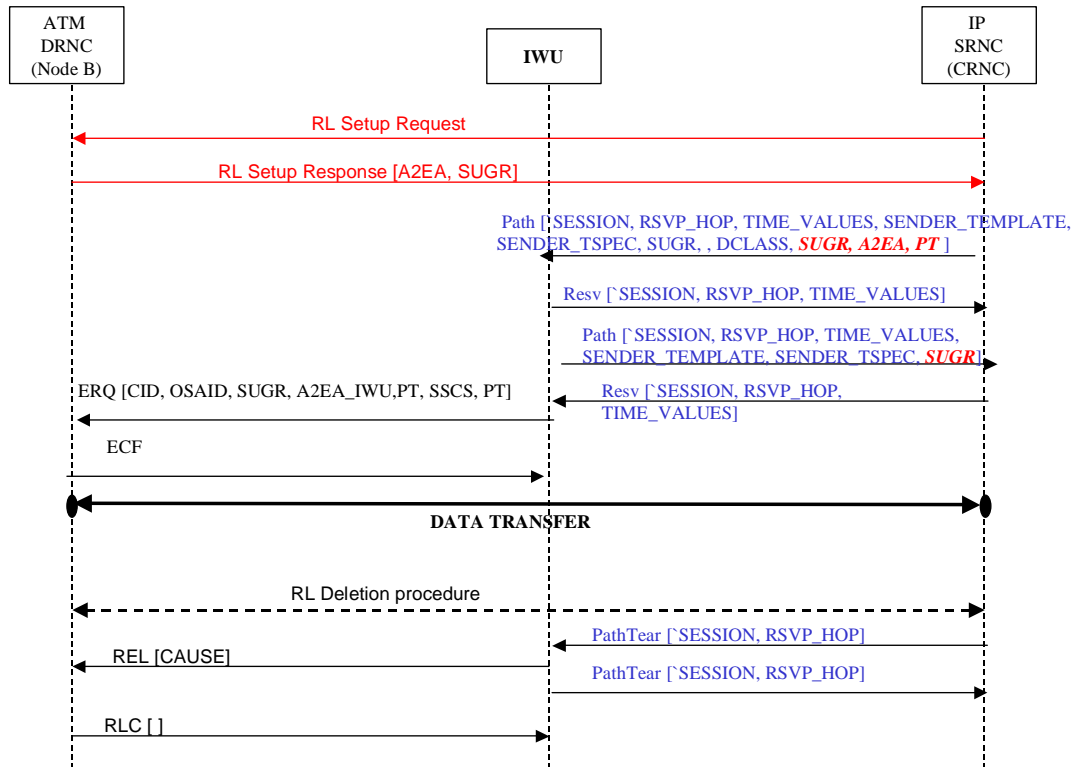 ATM
DRNC
(Node B)
IWU
IP
SRNC
(CRNC)
RL Setup Request
RL Setup Response [A2EA, SUGR]
Path [`SESSION, RSVP_HOP, TIME_VALUES, SENDER_TEMPLATE,
SENDER_TSPEC, SUGR, , DCLASS, SUGR, A2EA, PT ]
Resv [`SESSION, RSVP_HOP, TIME_VALUES]
Path [`SESSION, RSVP_HOP, TIME_VALUES,
SENDER_TEMPLATE, SENDER_TSPEC, SUGR]
ERQ [CID, OSAID, SUGR, A2EA_IWU,PT, SSCS, PT]
Resv [`SESSION, RSVP_HOP,
TIME_VALUES]
ECF
DATA TRANSFER
RL Deletion procedure
PathTear [`SESSION, RSVP_HOP]
REL [CAUSE]
PathTear [`SESSION, RSVP_HOP]
RLC [ ]